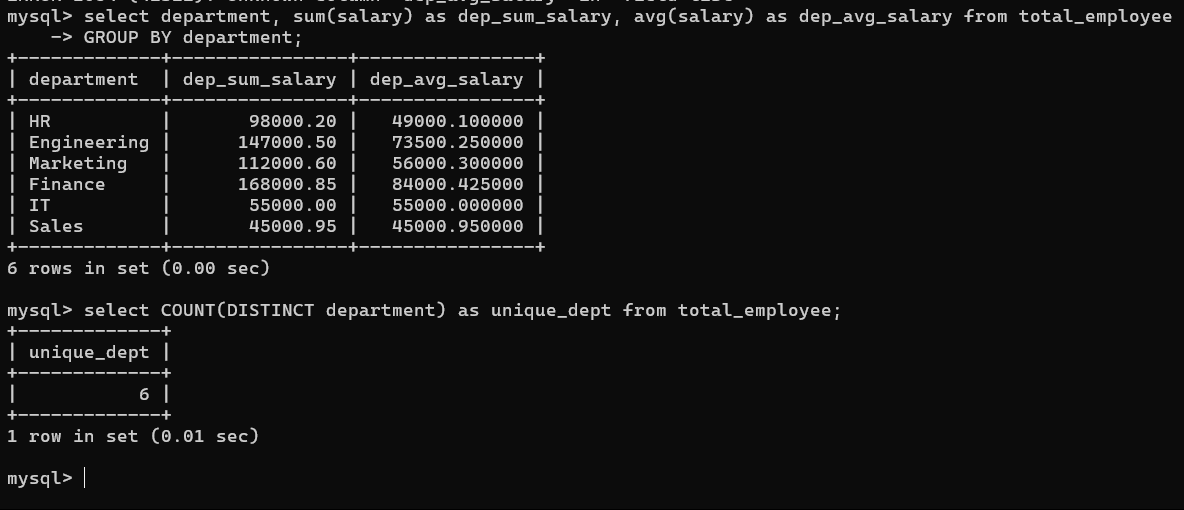 mysql> select department, sum(salary) as dep_sum_salary, avg(salary) as dep_avg_salary from total_employee
    -> GROUP BY department;
+-------------+----------------+----------------+
| department  | dep_sum_salary | dep_avg_salary |
+-------------+----------------+----------------+
| HR          |       98000.20 |   49000.100000 |
| Engineering |      147000.50 |   73500.250000 |
| Marketing   |      112000.60 |   56000.300000 |
| Finance     |      168000.85 |   84000.425000 |
| IT          |       55000.00 |   55000.000000 |
| Sales       |       45000.95 |   45000.950000 |
+-------------+----------------+----------------+
6 rows in set (0.00 sec)

mysql> select COUNT(DISTINCT department) as unique_dept from total_employee;
+-------------+
| unique_dept |
+-------------+
|           6 |
+-------------+
1 row in set (0.01 sec)

mysql>